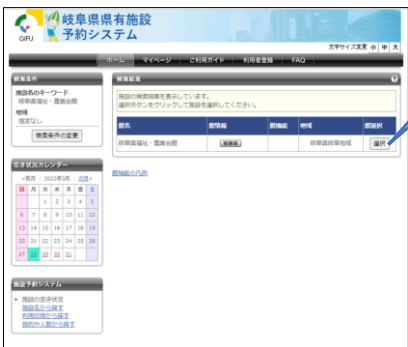 GIFU
岐阜県県有施設
予約システム
文字サイズ変更 小 中 大
ホーム マイページ ご利用ガイド 利用者登録 FAQ
検索条件
施設名のキーワード
岐阜県福祉・農業会館
地域
指定なし
検索条件の変更
空き状況カレンダー
<前月 2022年3月 次月>
日 月 火 水 木 金 土
1 2 3 4 5
6 7 8 9 10 11 12
13 14 15 16 17 18 19
20 21 22 23 24 25 26
27 28 29 30 31
施設予約システム
施設の空き状況
施設名から探す
利用日順から探す
目的や人数から探す
検索結果
施設の検索結果を表示しています。
選択ボタンをクリックして施設を選択してください。
館名 館情報 館機能 地域 館選択
岐阜県福祉・農業会館 岐阜県岐阜地域 選択
館機能の凡例